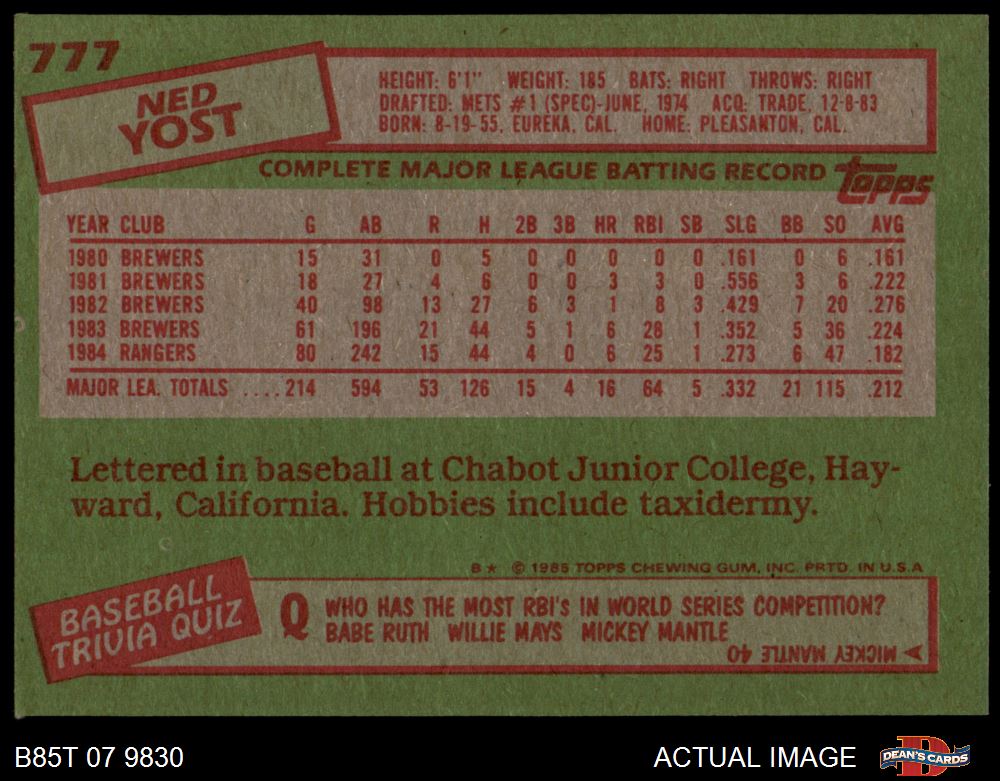 777
NED
YOST
HEIGHT: 6'1" WEIGHT: 185 BATS: RIGHT THROWS: RIGHT
DRAFTED: METS #1 (SPEC)-JUNE, 1974 ACQ: TRADE, 12-8-83
BORN: 8-19-55, EUREKA, CAL. HOME: PLEASANTON, CAL.
COMPLETE MAJOR LEAGUE BATTING RECORD
topps
YEAR CLUB G AB R H 2B 3B HR RBI SB SLG BB SO AVG
1980 BREWERS 15 31 0 5 0 0 0 0 0 .161 0 6 .161
1981 BREWERS 18 27 4 6 0 0 3 3 0 .556 3 6 .222
1982 BREWERS 40 98 13 27 6 3 1 8 3 .429 7 20 .276
1983 BREWERS 61 196 21 44 5 1 6 28 1 .352 5 36 .224
1984 RANGERS 80 242 15 44 4 0 6 25 1 .273 6 47 .182
MAJOR LEA. TOTALS ....214 594 53 126 15 4 16 64 5 .332 21 115 .212
Lettered in baseball at Chabot Junior College, Hay-
ward, California. Hobbies include taxidermy.
B★ © 1985 TOPPS CHEWING GUM, INC. PRTD. IN U.S.A
BASEBALL
TRIVIA QUIZ
Q WHO HAS THE MOST RBI's IN WORLD SERIES COMPETITION?
BABE RUTH WILLIE MAYS MICKEY MANTLE
MICKEY MANTLE 40
B85T 07 9830
ACTUAL IMAGE
DEAN'S CARDS